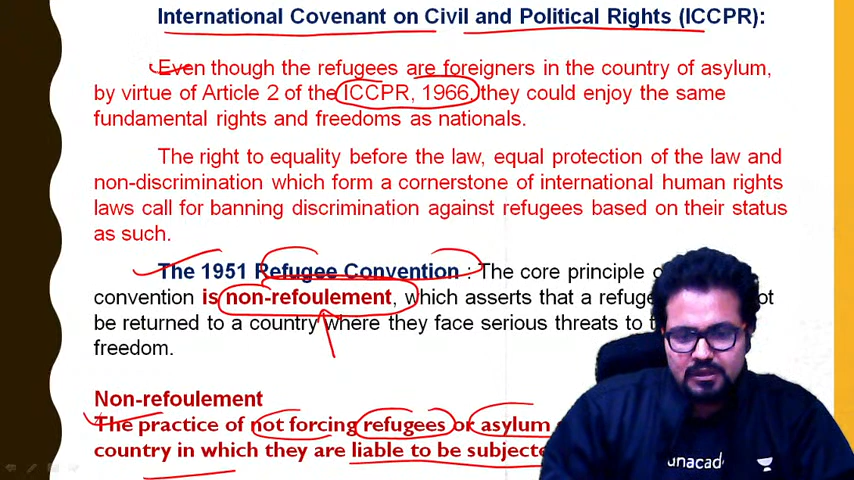 International Covenant on Civil and Political Rights (ICCPR):
Even though the refugees are foreigners in the country of asylum,
by virtue of Article 2 of the ICCPR, 1966, they could enjoy the same
fundamental rights and freedoms as nationals.
The right to equality before the law, equal protection of the law and
non-discrimination which form a cornerstone of international human rights
laws call for banning discrimination against refugees based on their status
as such.
The 1951 Refugee Convention : The core principle
convention is non-refoulement, which asserts that a
be returned to a country where they face serious threats to
freedom.
Non-refoulement
The practice of not forcing refugees or asylum
country in which they are liable to be
unacad